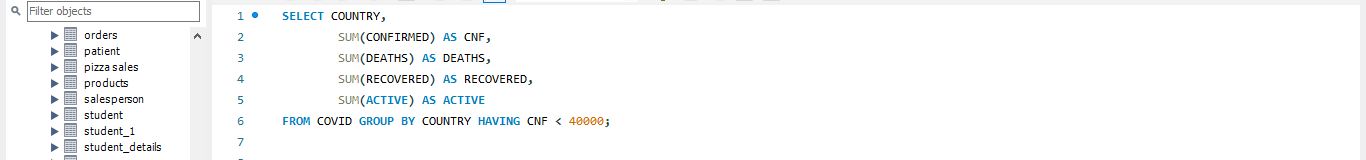 Filter objects
orders
patient
pizza sales
products
salesperson
student
student_1
student_details
1 SELECT COUNTRY,
2 SUM(CONFIRMED) AS CNF,
3 SUM(DEATHS) AS DEATHS,
4 SUM(RECOVERED) AS RECOVERED,
5 SUM(ACTIVE) AS ACTIVE
6 FROM COVID GROUP BY COUNTRY HAVING CNF < 40000;
7